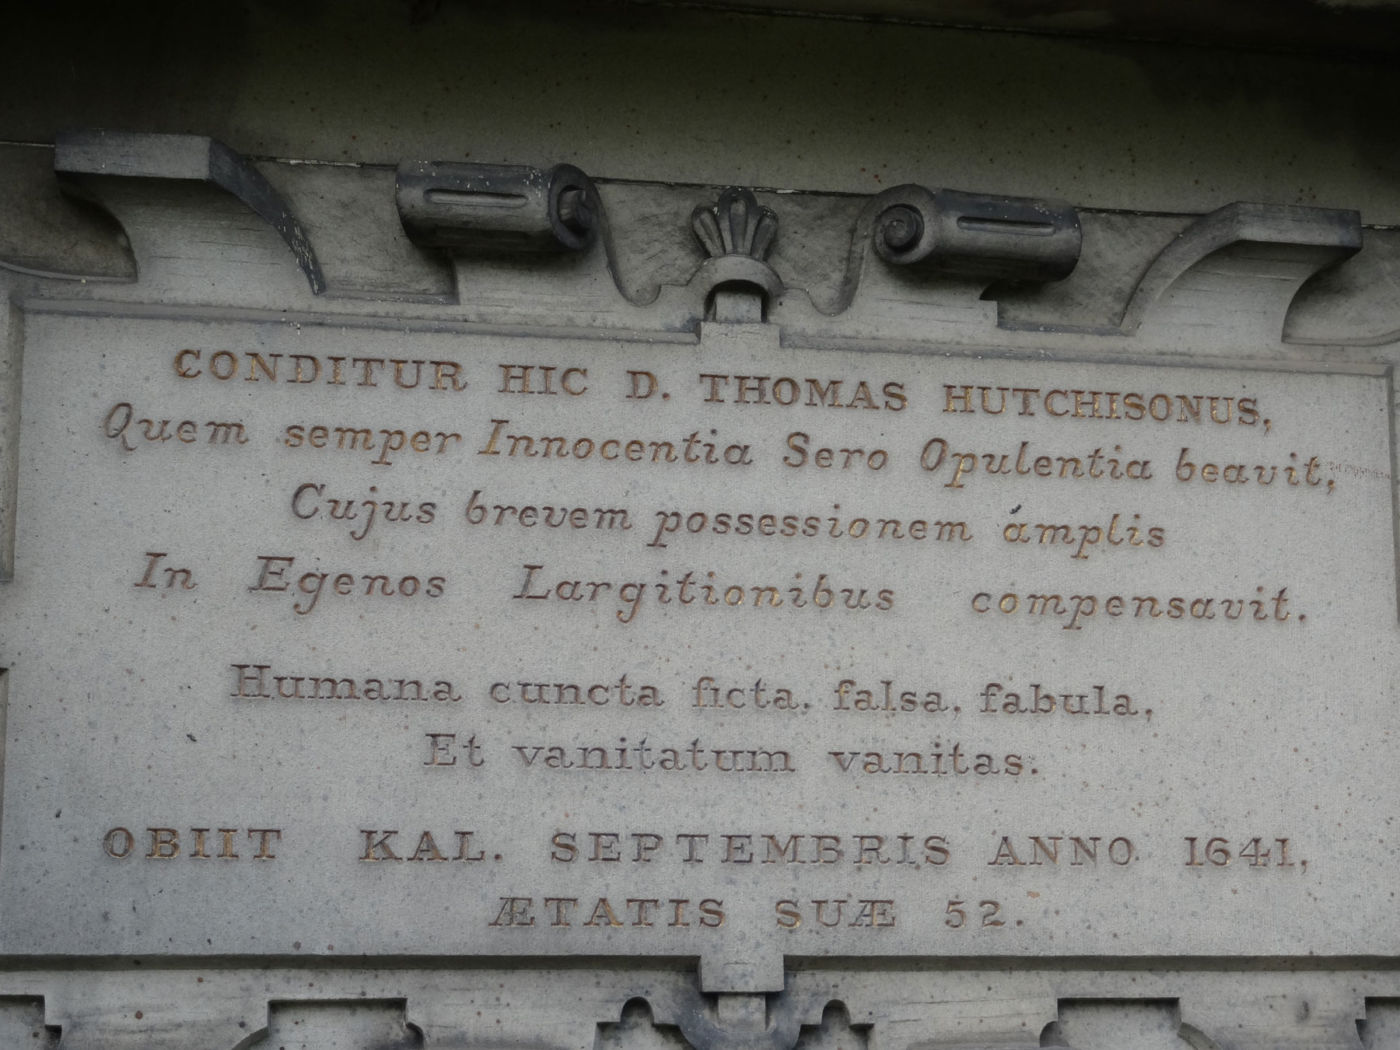 CONDITUR HIC D. THOMAS HUTCHISONUS,
Quem semper Innocentia Sero Opulentia beavit,
Cujus brevem possessionem ámplis
In Egenos Largitionibus compensavit.
Humana cuncta ficta, falsa, fabula,
Et vanitatum vanitas.
OBIIT KAL. SEPTEMBRIS ANNO 1641,
ÆTATIS SUÆ 52.